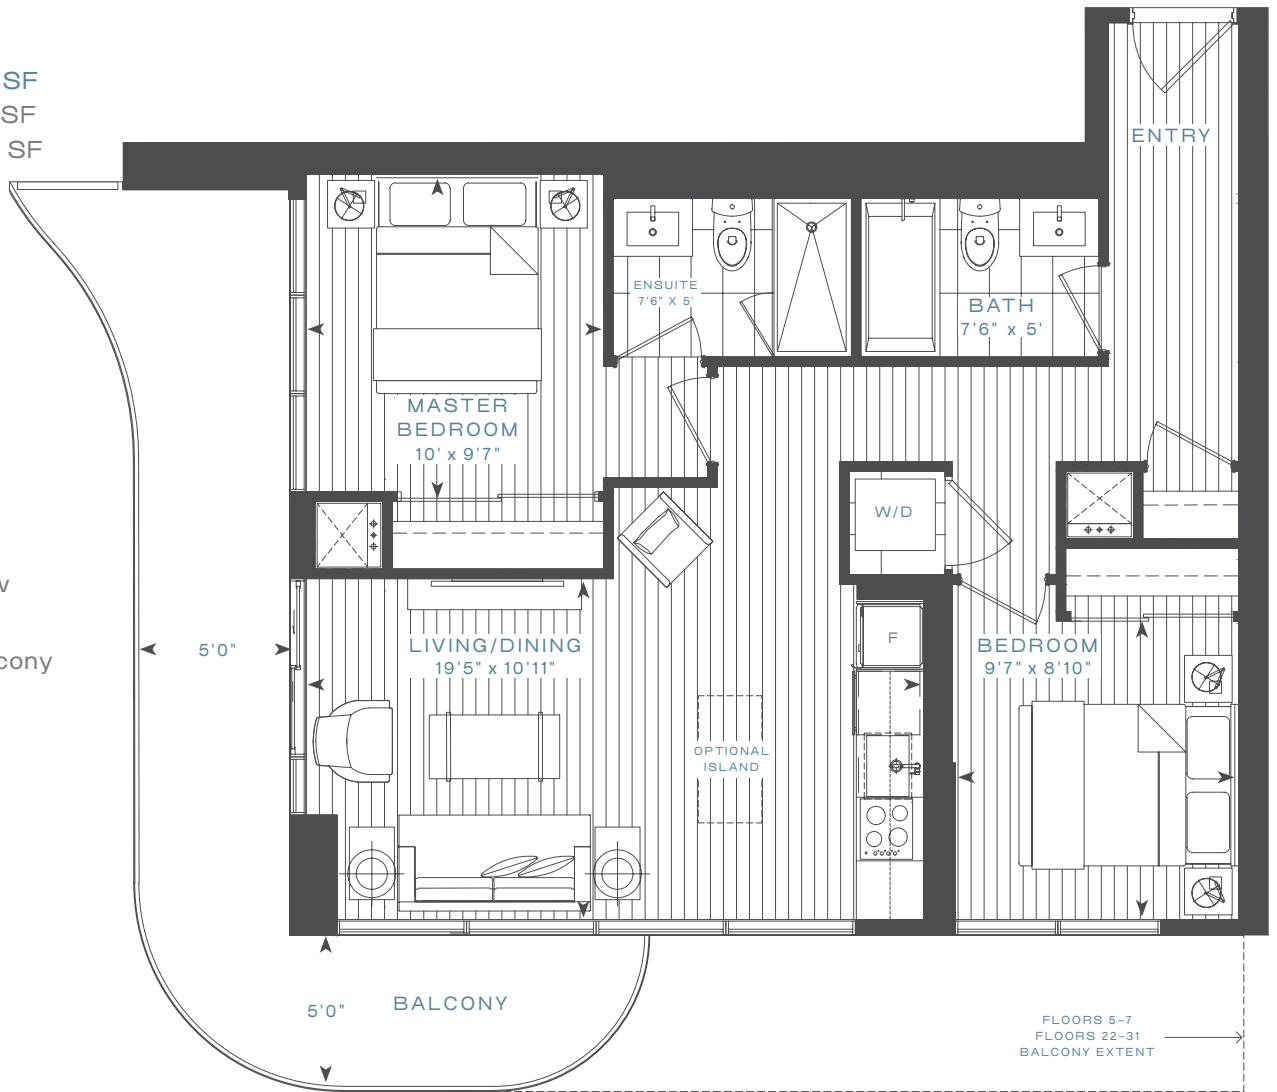 SF
SF
SF
ENTRY
ENSUITE
7'6" X 5'
BATH
7'6" x 5'
MASTER
BEDROOM
10' x 9'7"
W/D
cony
5'0"
LIVING/DINING
19'5" x 10'11"
F
BEDROOM
9'7" x 8'10"
OPTIONAL
ISLAND
5'0"
BALCONY
FLOORS 5-7
FLOORS 22-31
BALCONY EXTENT